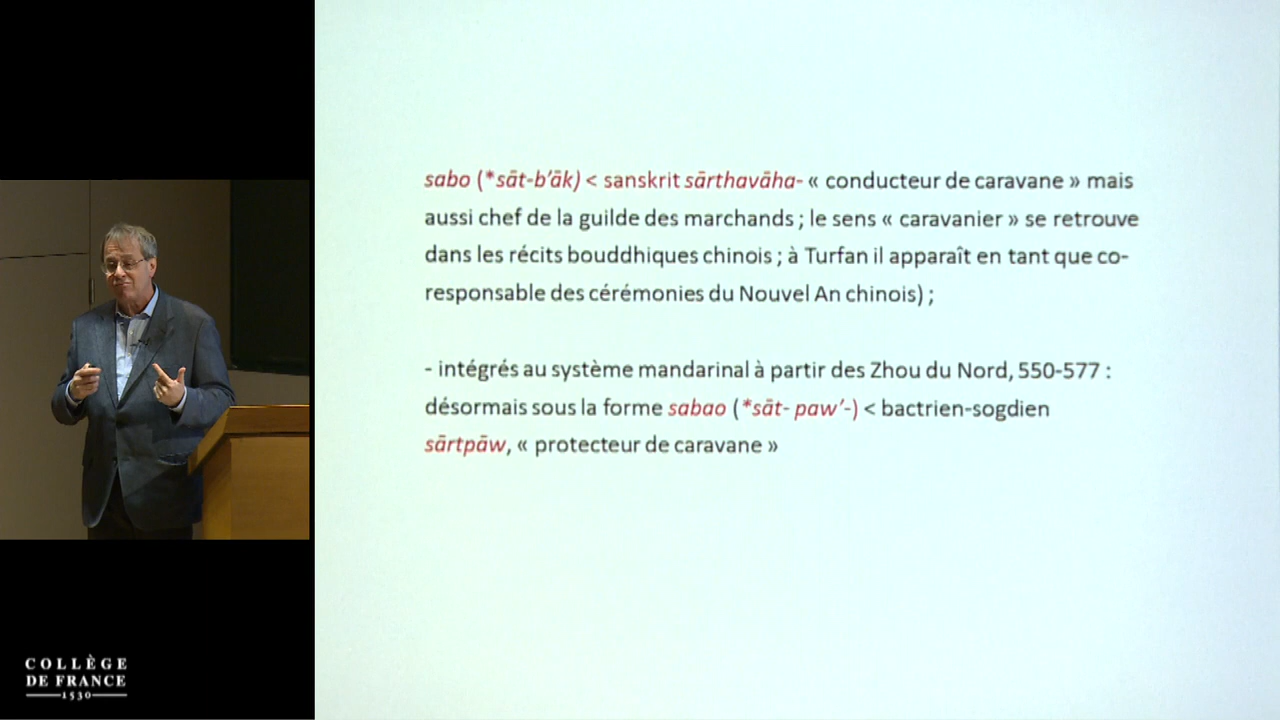 sabo (*sāt-b’āk) < sanskrit sārthavāha- « conducteur de caravane » mais
aussi chef de la guilde des marchands ; le sens « caravanier » se retrouve
dans les récits bouddhiques chinois ; à Turfan il apparaît en tant que co-
responsable des cérémonies du Nouvel An chinois) ;
- intégrés au système mandarinal à partir des Zhou du Nord, 550-577 :
désormais sous la forme sabao (*sāt- paw’-) < bactrien-sogdien
sārtpāw, « protecteur de caravane »
COLLÈGE
DE FRANCE
1530